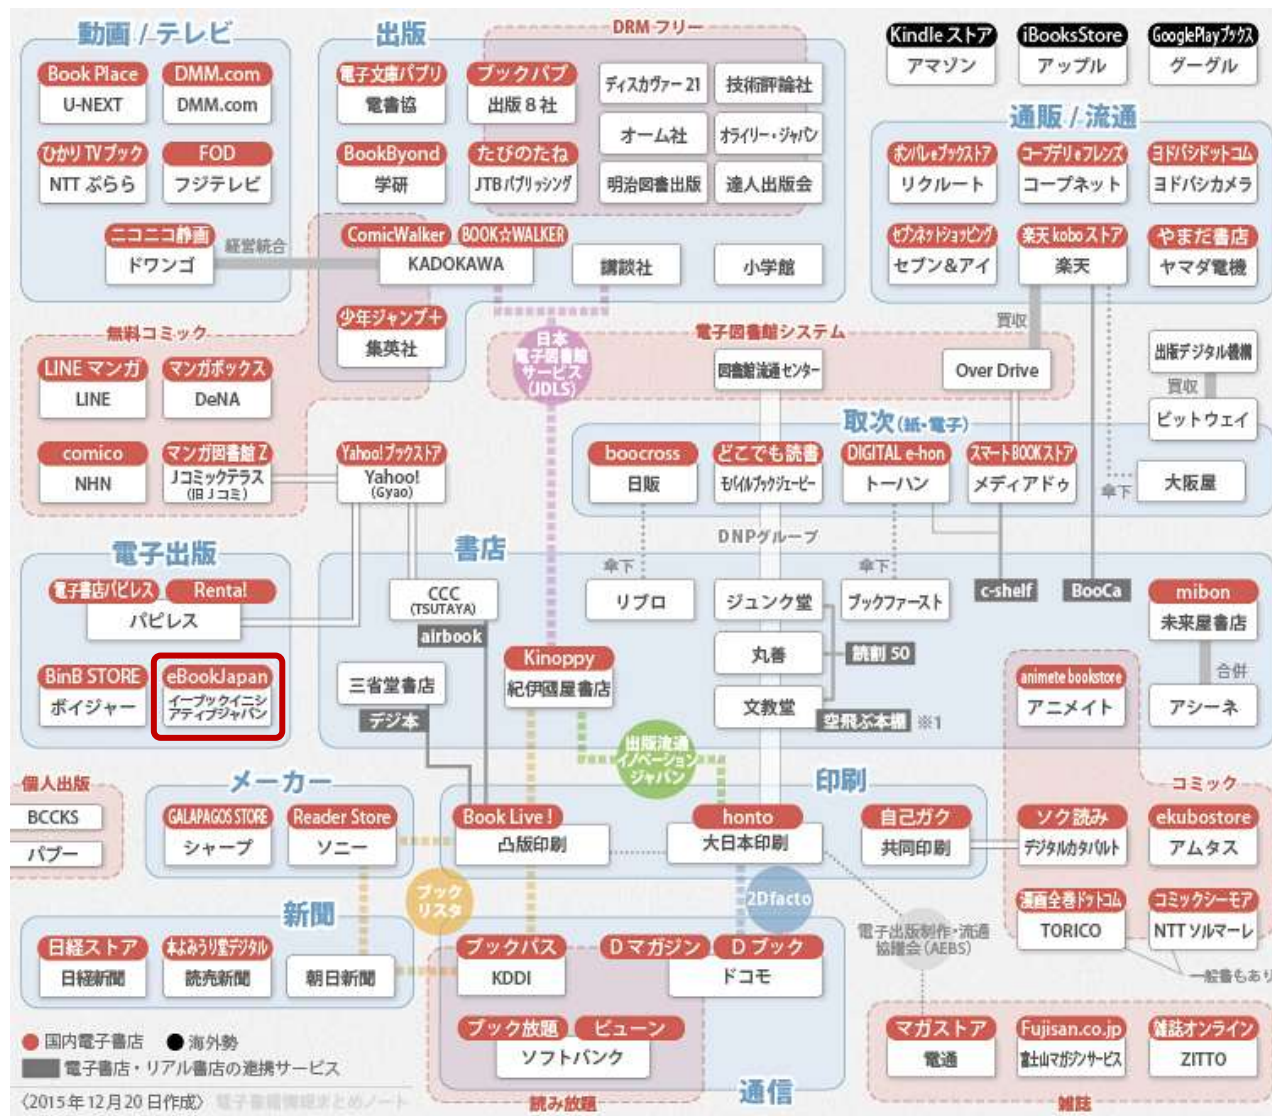 動画 / テレビ
Book Place
U-NEXT
DMM.com
DMM.com
ひかりTVブック
NTT ぷらら
FOD
フジテレビ
ニコニコ静画
ドワンゴ
経営統合
出版
DRM フリー
電子文庫パブリ
電書協
ブックパブ
出版8社
ディスカヴァー21
技術評論社
オーム社
オライリー・ジャパン
BookByond
学研
たびのたね
JTBパブリッシング
明治図書出版
達人出版会
ComicWalker
BOOK☆WALKER
KADOKAWA
講談社
小学館
少年ジャンプ+
集英社
Kindle ストア
アマゾン
iBooksStore
アップル
GooglePlayブックス
グーグル
通販 / 流通
ポンパレeブックストア
リクルート
コープデリeフレンズ
コープネット
ヨドバシドットコム
ヨドバシカメラ
セブンネットショッピング
セブン&アイ
楽天 kobo ストア
楽天
やまだ書店
ヤマダ電機
買収
無料コミック
LINE マンガ
LINE
マンガボックス
DeNA
comico
NHN
マンガ図書館Z
Jコミックテラス
(旧Jコミ)
日本
電子図書館
サービス
(JDLS)
電子図書館システム
図書館流通センター
Over Drive
出版デジタル機構
買収
ビットウェイ
Yahoo!ブックストア
Yahoo!
(Gyao)
取次(紙・電子)
boocross
日販
どこでも読書
モバイルブックジェーピー
DIGITAL e-hon
トーハン
スマートBOOKストア
メディアドゥ
傘下
大阪屋
電子出版
電子書店パピレス
Renta!
パピレス
BinB STORE
ボイジャー
eBookJapan
イーブックイニシ
アティブジャパン
書店
DNPグループ
CCC
(TSUTAYA)
airbook
傘下
リブロ
ジュンク堂
傘下
ブックファースト
c-shelf
BooCa
mibon
未来屋書店
三省堂書店
デジ本
Kinoppy
紀伊國屋書店
丸善
読割 50
文教堂
空飛ぶ本棚
※1
animete bookstore
アニメイト
合併
アシーネ
出版流通
イノベーション
ジャパン
個人出版
BCCKS
パブー
メーカー
GALAPAGOS STORE
シャープ
Reader Store
ソニー
印刷
Book Live !
凸版印刷
honto
大日本印刷
自己ガク
共同印刷
コミック
ソク読み
デジタルカタパルト
ekubostore
アムタス
漫画全巻ドットコム
TORICO
コミックシーモア
NTT ソルマーレ
一般書もあり
ブック
リスタ
2Dfacto
電子出版制作・流通
協議会(AEBS)
新聞
日経ストア
日経新聞
本よみうり堂デジタル
読売新聞
朝日新聞
ブックパス
KDDI
Dマガジン
Dブック
ドコモ
ブック放題
ビューン
ソフトバンク
通信
読み放題
マガストア
電通
Fujisan.co.jp
富士山マガジンサービス
雑誌オンライン
ZITTO
雑誌
国内電子書店
海外勢
電子書店・リアル書店の連携サービス
〈2015年12月20日作成〉 電子書籍情報まとめノート